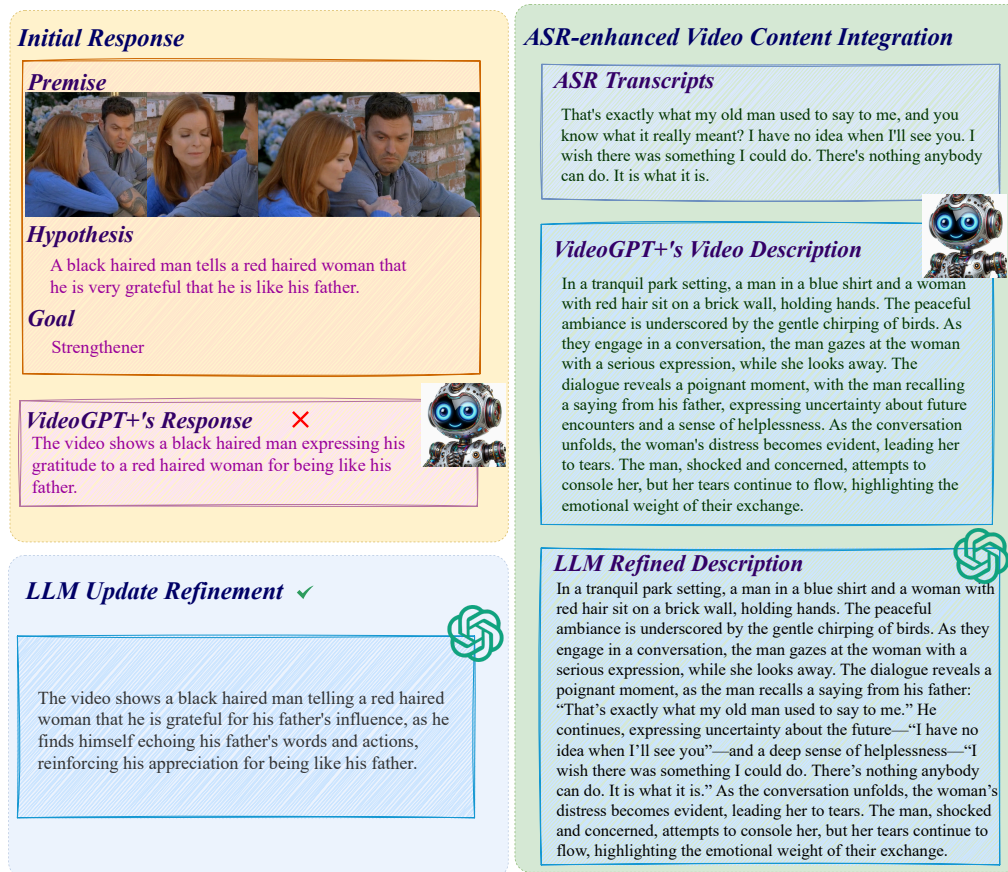 Initial Response
Premise
Hypothesis
A black haired man tells a red haired woman that
he is very grateful that he is like his father.
Goal
Strengthener
VideoGPT+'s Response
The video shows a black haired man expressing his
gratitude to a red haired woman for being like his
father.
LLM Update Refinement
The video shows a black haired man telling a red haired
woman that he is grateful for his father's influence, as he
finds himself echoing his father's words and actions,
reinforcing his appreciation for being like his father.
ASR-enhanced Video Content Integration
ASR Transcripts
That's exactly what my old man used to say to me, and you
know what it really meant? I have no idea when I'll see you. I
wish there was something I could do. There's nothing anybody
can do. It is what it is.
VideoGPT+'s Video Description
In a tranquil park setting, a man in a blue shirt and a woman
with red hair sit on a brick wall, holding hands. The peaceful
ambiance is underscored by the gentle chirping of birds. As
they engage in a conversation, the man gazes at the woman
with a serious expression, while she looks away. The
dialogue reveals a poignant moment, with the man recalling
a saying from his father, expressing uncertainty about future
encounters and a sense of helplessness. As the conversation
unfolds, the woman's distress becomes evident, leading her
to tears. The man, shocked and concerned, attempts to
console her, but her tears continue to flow, highlighting the
emotional weight of their exchange.
LLM Refined Description
In a tranquil park setting, a man in a blue shirt and a woman with
red hair sit on a brick wall, holding hands. The peaceful
ambiance is underscored by the gentle chirping of birds. As they
engage in a conversation, the man gazes at the woman with a
serious expression, while she looks away. The dialogue reveals a
poignant moment, as the man recalls a saying from his father:
“That’s exactly what my old man used to say to me.” He
continues, expressing uncertainty about the future—“I have no
idea when I’ll see you”—and a deep sense of helplessness—“I
wish there was something I could do. There’s nothing anybody
can do. It is what it is.” As the conversation unfolds, the woman’s
distress becomes evident, leading her to tears. The man, shocked
and concerned, attempts to console her, but her tears continue to
flow, highlighting the emotional weight of their exchange.